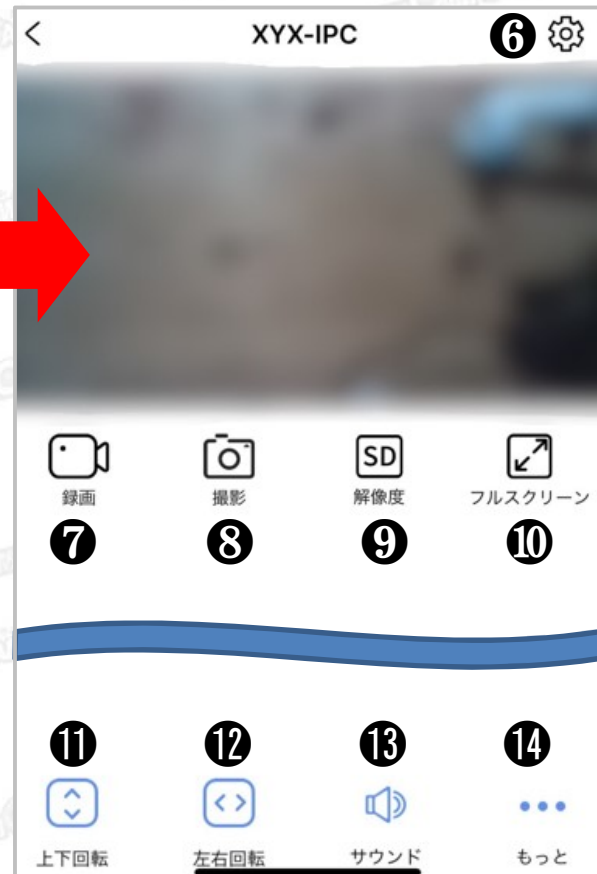 XYX-IPC ❻
SD
録画 撮影 解像度 フルスクリーン
❼ ❽ ❾ ❿
⓫ ⓬ ⓭ ⓮
上下回転 左右回転 サウンド もっと